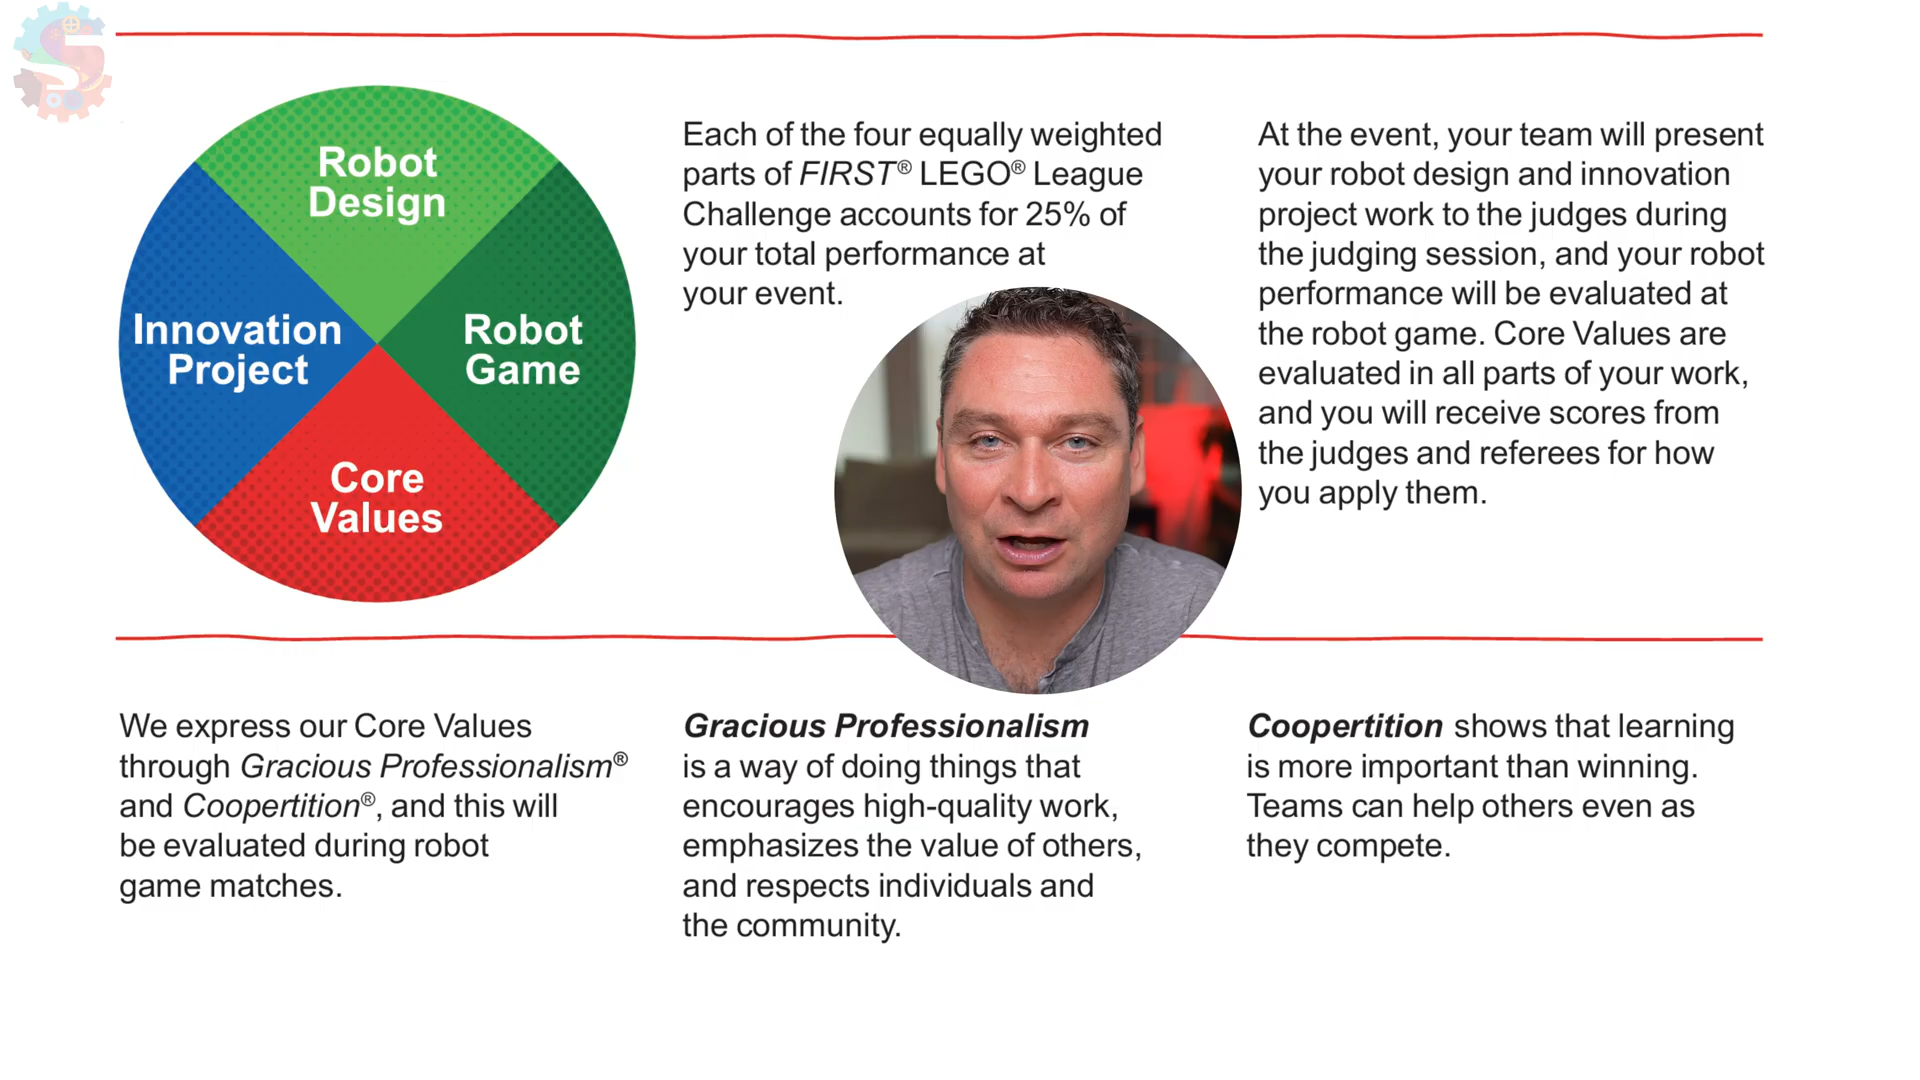 Robot
Design
Innovation
Project
Robot
Game
Core
Values
Each of the four equally weighted
parts of FIRST® LEGO® League
Challenge accounts for 25% of
your total performance at
your event.
At the event, your team will present
your robot design and innovation
project work to the judges during
the judging session, and your robot
performance will be evaluated at
the robot game. Core Values are
evaluated in all parts of your work,
and you will receive scores from
the judges and referees for how
you apply them.
We express our Core Values
through Gracious Professionalism®
and Coopertition®, and this will
be evaluated during robot
game matches.
Gracious Professionalism
is a way of doing things that
encourages high-quality work,
emphasizes the value of others,
and respects individuals and
the community.
Coopertition shows that learning
is more important than winning.
Teams can help others even as
they compete.
S